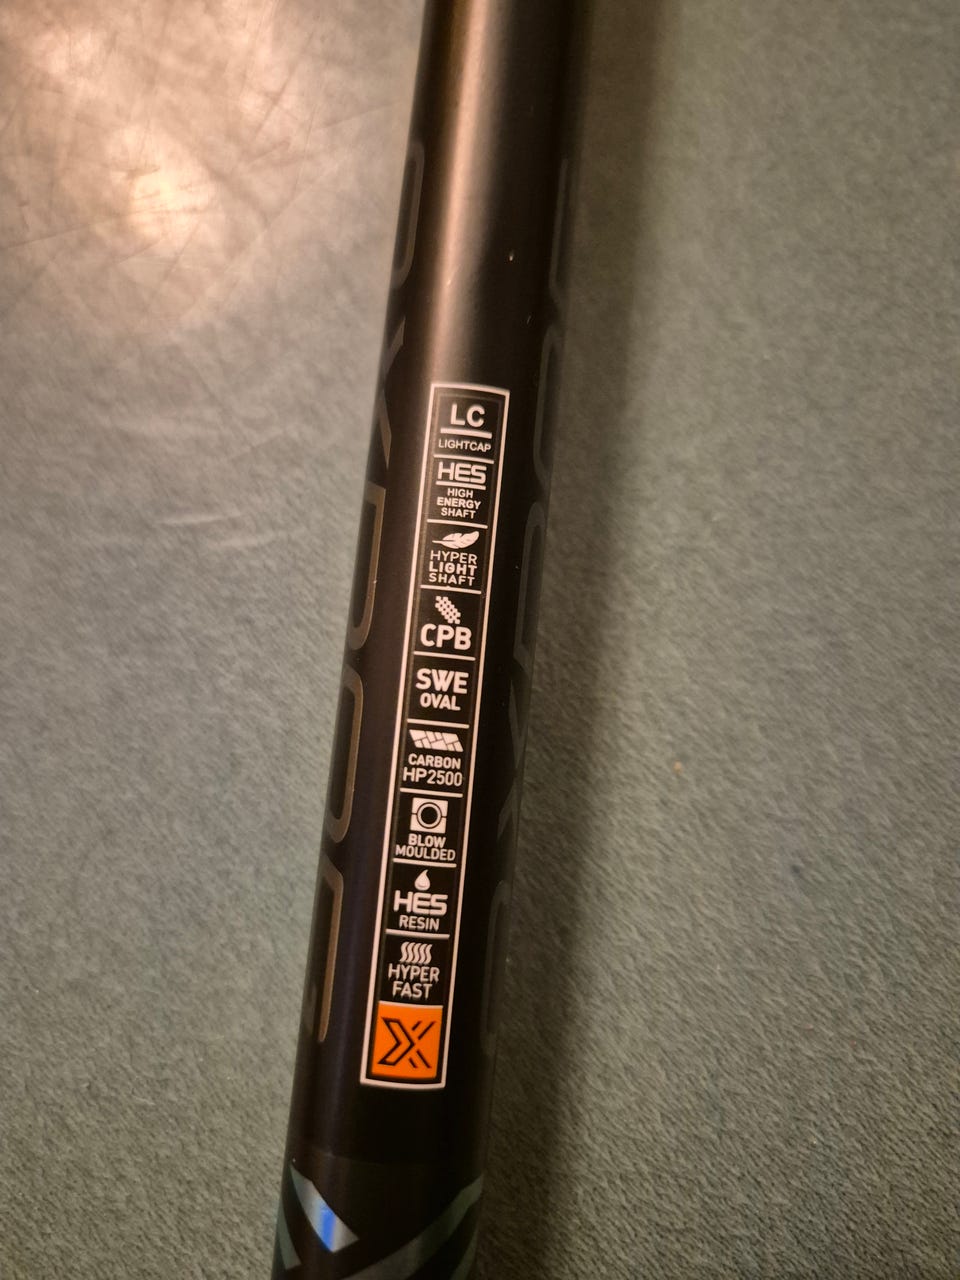 LC
LIGHTCAP
HES
HIGH
ENERGY
SHAFT
HYPER
LIGHT
SHAFT
CPB
SWE
OVAL
CARBON
HP2500
BLOW
MOULDED
HES
RESIN
HYPER
FAST